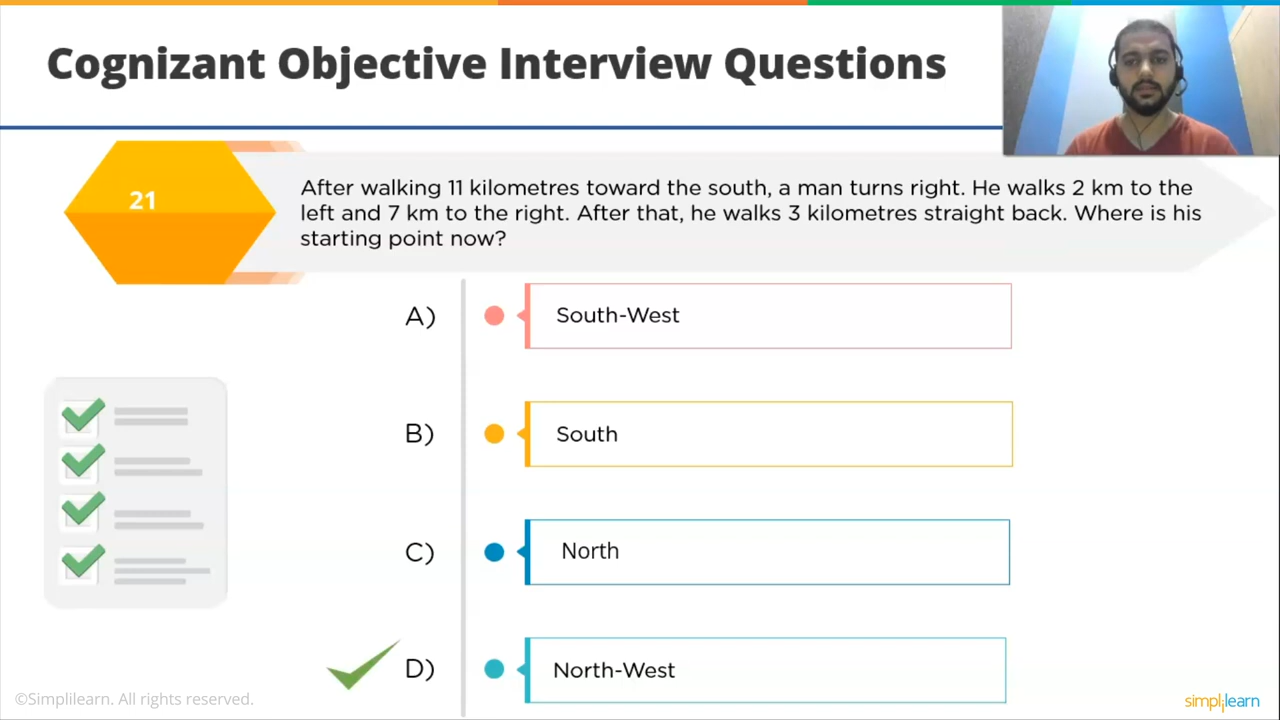 Cognizant Objective Interview Questions
21
After walking 11 kilometres toward the south, a man turns right. He walks 2 km to the
left and 7 km to the right. After that, he walks 3 kilometres straight back. Where is his
starting point now?
A)
South-West
B)
South
C)
North
D)
North-West
©Simplilearn. All rights reserved.
simplilearn